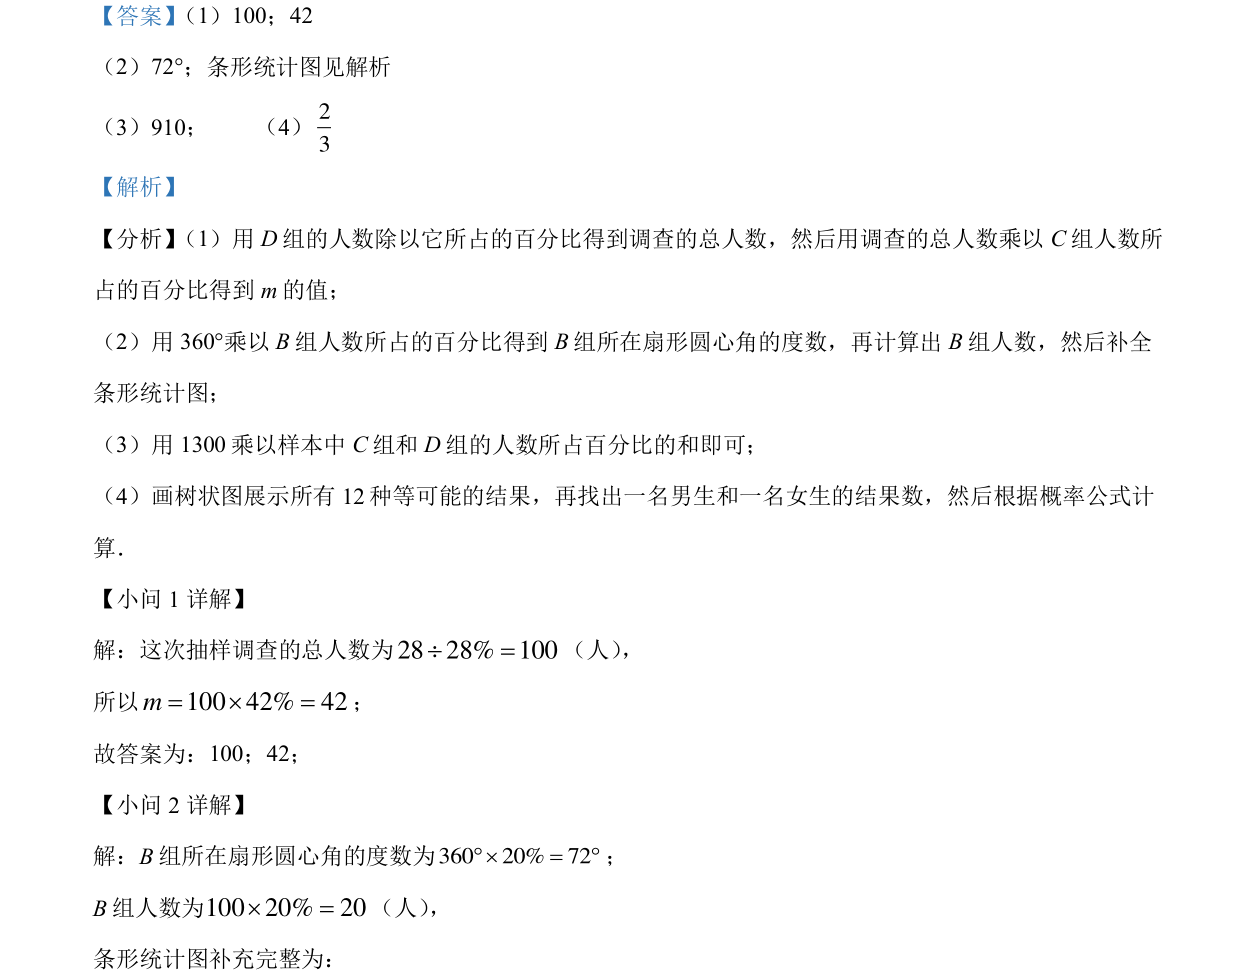 【答案】（1）100；42
（2）72°；条形统计图见解析
（3）910； （4）2/3
【解析】
【分析】（1）用 D 组的人数除以它所占的百分比得到调查的总人数，然后用调查的总人数乘以 C 组人数所
占的百分比得到 m 的值；
（2）用 360°乘以 B 组人数所占的百分比得到 B 组所在扇形圆心角的度数，再计算出 B 组人数，然后补全
条形统计图；
（3）用 1300 乘以样本中 C 组和 D 组的人数所占百分比的和即可；
（4）画树状图展示所有 12 种等可能的结果，再找出一名男生和一名女生的结果数，然后根据概率公式计
算．
【小问 1 详解】
解：这次抽样调查的总人数为 28÷28%＝100（人），
所以 m＝100×42%＝42；
故答案为：100；42；
【小问 2 详解】
解：B 组所在扇形圆心角的度数为 360°×20%＝72°；
B 组人数为 100×20%＝20（人），
条形统计图补充完整为：